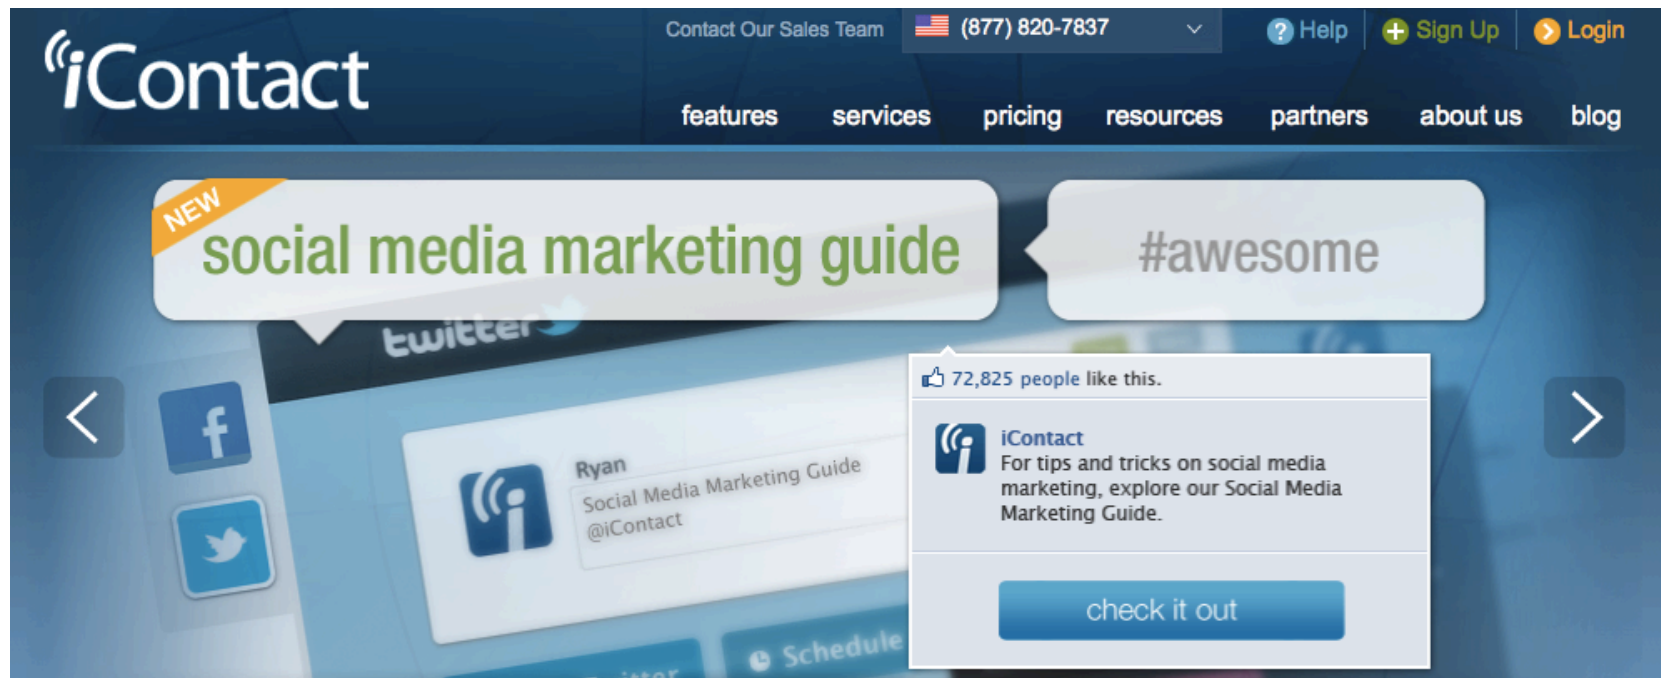 Contact Our Sales Team (877) 820-7837 Help Sign Up Login
iContact
features services pricing resources partners about us blog
NEW
social media marketing guide
#awesome
twitter
72,825 people like this.
iContact
For tips and tricks on social media
marketing, explore our Social Media
Marketing Guide.
Ryan
Social Media Marketing Guide
@iContact
check it out
Schedule